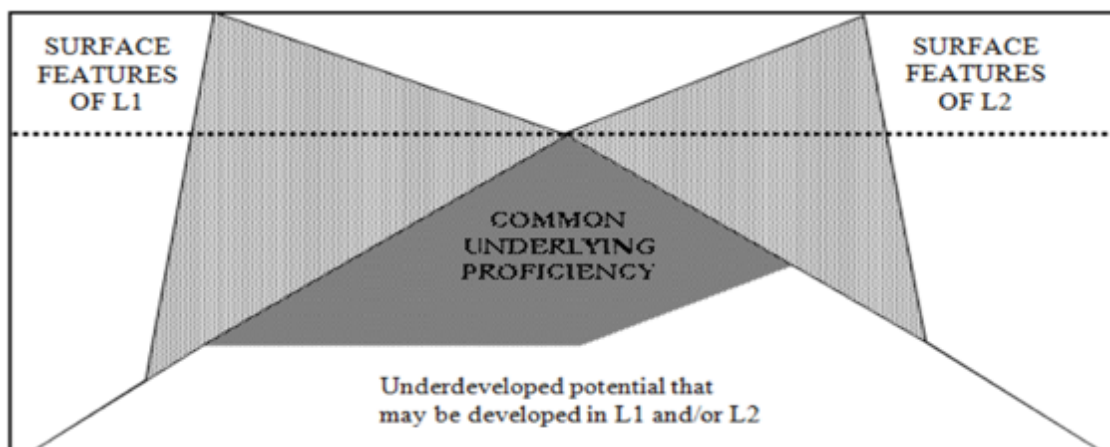 SURFACE
FEATURES
OF L1
SURFACE
FEATURES
OF L2
COMMON
UNDERLYING
PROFICIENCY
Underdeveloped potential that
may be developed in L1 and/or L2